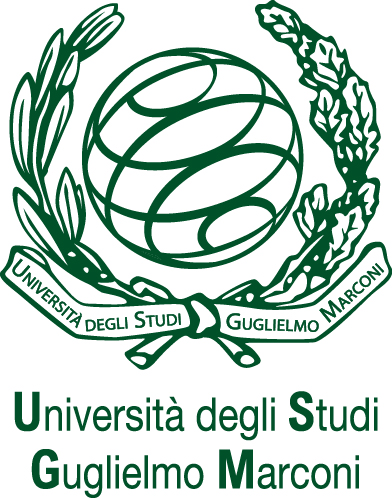 UNIVERSITÀ DEGLI STUDI GUGLIELMO MARCONI
Università degli Studi
Guglielmo Marconi